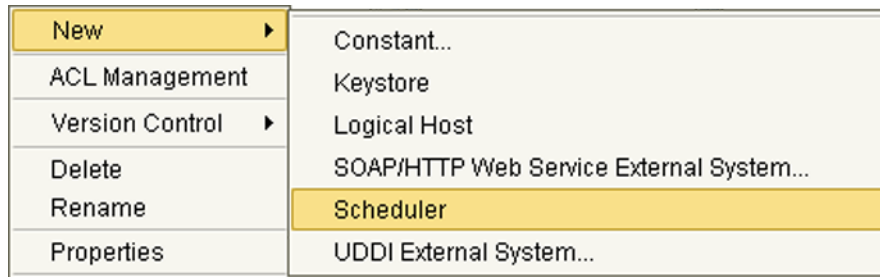 New
ACL Management
Version Control
Delete
Rename
Properties
Constant...
Keystore
Logical Host
SOAP/HTTP Web Service External System...
Scheduler
UDDI External System...